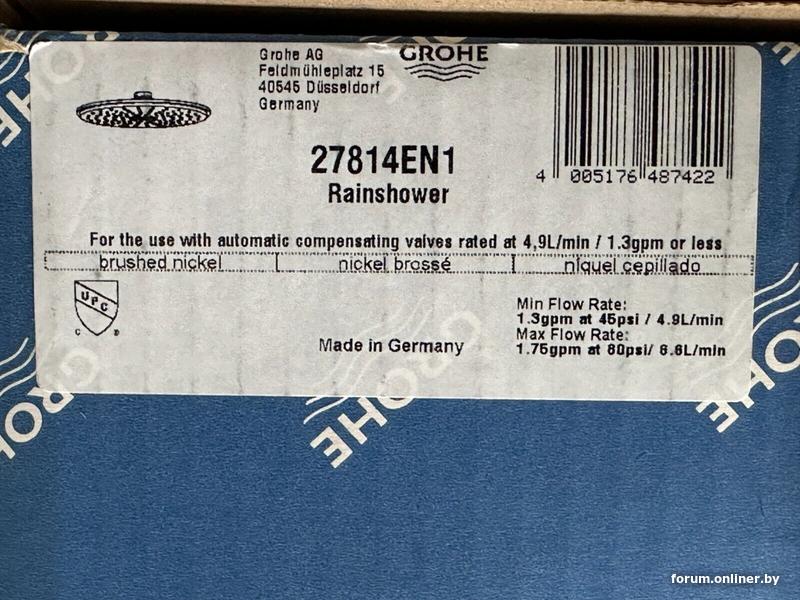 Grohe AG
Feldmühleplatz 15
40545 Düsseldorf
Germany
GROHE
27814EN1
Rainshower
4 005176 487422
For the use with automatic compensating valves rated at 4,9L/min / 1.3gpm or less
brushed nickel
nickel brossé
níquel cepillado
UPC
C
Min Flow Rate:
1.3gpm at 45psi / 4.9L/min
Max Flow Rate:
1.75gpm at 80psi/ 6.6L/min
Made in Germany
GROHE
GROHE
GROHE
forum.onliner.by